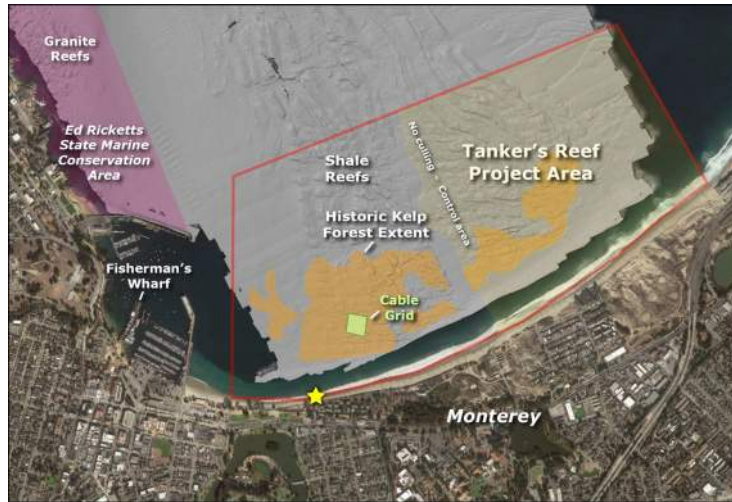 Granite
Reefs
Ed Ricketts
State Marine
Conservation
Area
Shale
Reefs
No culling - Control area
Tanker's Reef
Project Area
Historic Kelp
Forest Extent
Fisherman's
Wharf
Cable
Grid
Monterey